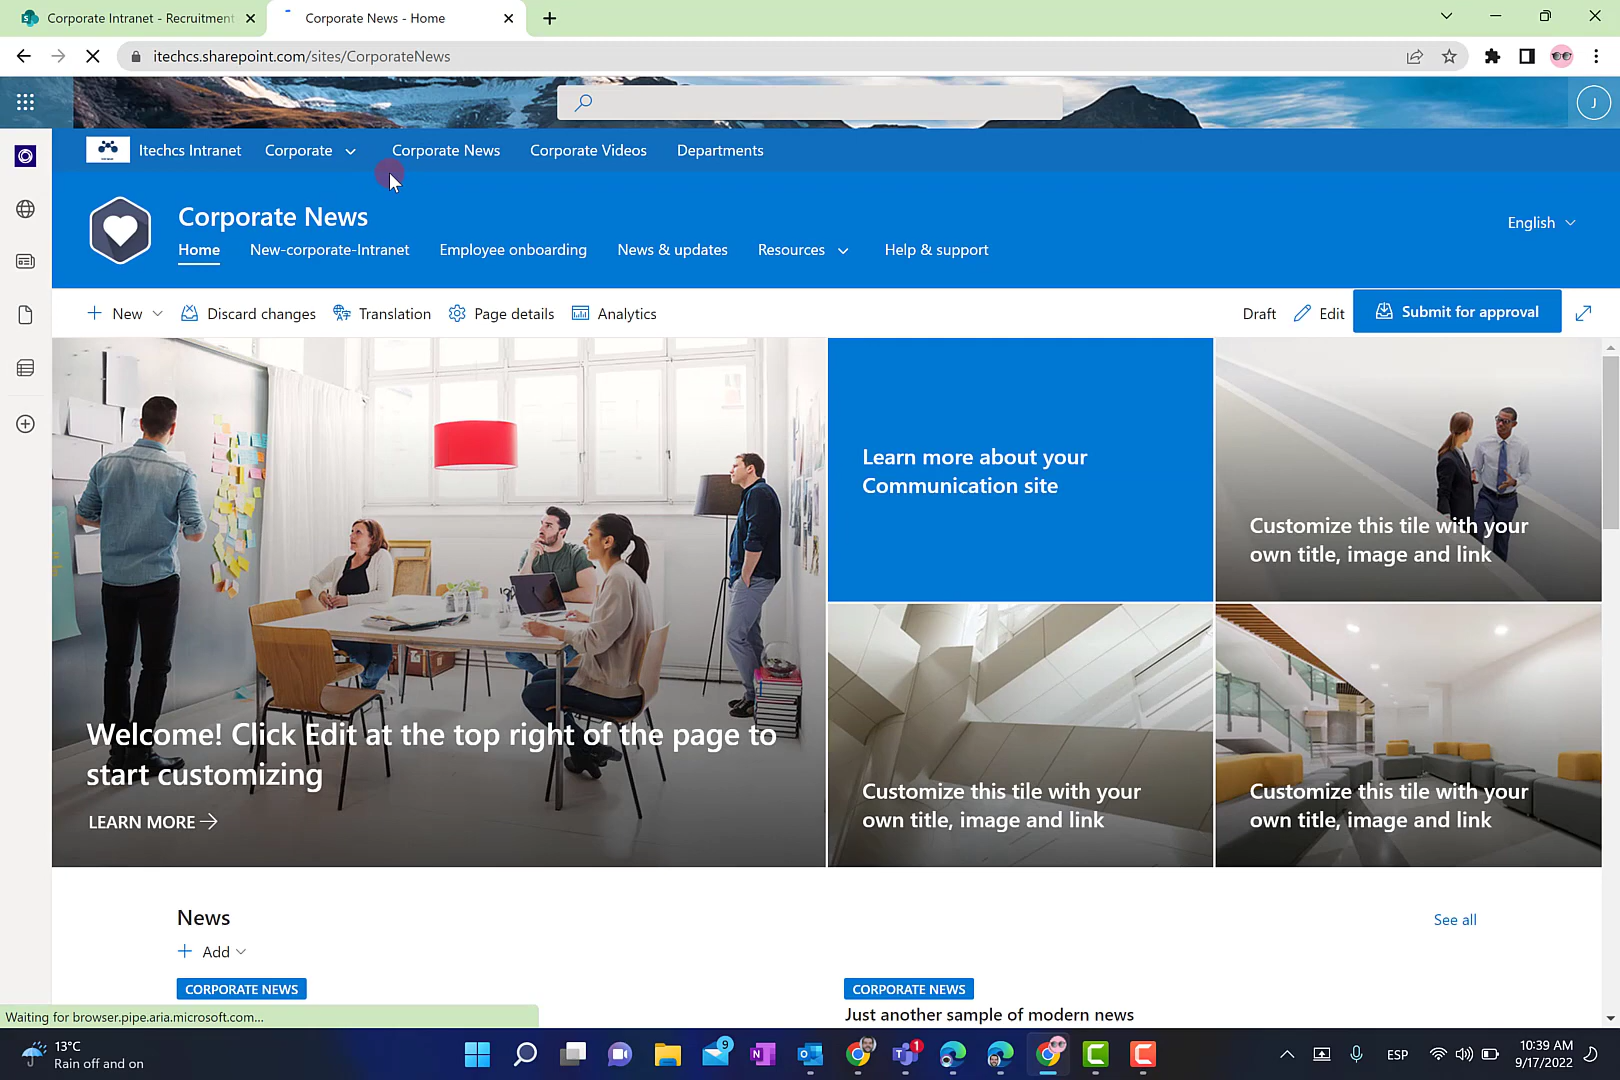 Corporate Intranet - Recruitment
Corporate News - Home
itechcs.sharepoint.com/sites/CorporateNews
J
Itechcs Intranet
Corporate
Corporate News
Corporate Videos
Departments
Corporate News
English
Home
New-corporate-Intranet
Employee onboarding
News & updates
Resources
Help & support
New
Discard changes
Translation
Page details
Analytics
Draft
Edit
Submit for approval
Learn more about your
Communication site
Customize this tile with your
own title, image and link
Welcome! Click Edit at the top right of the page to
start customizing
LEARN MORE
Customize this tile with your
own title, image and link
Customize this tile with your
own title, image and link
News
See all
Add
CORPORATE NEWS
CORPORATE NEWS
Just another sample of modern news
Waiting for browser.pipe.aria.microsoft.com...
13°C
Rain off and on
9
1
ESP
10:39 AM
9/17/2022